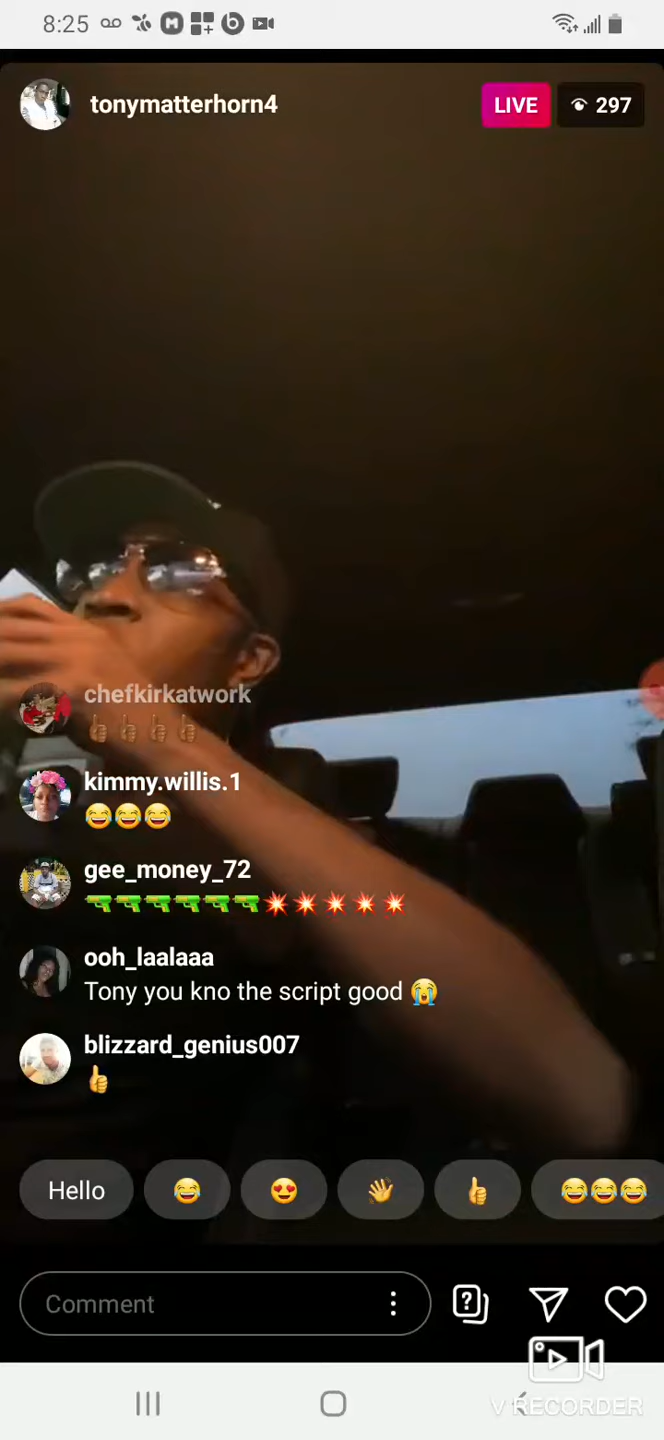 8:25
tonymatterhorn4
LIVE
297
chefkirkatwork
👍🏾👍🏾👍🏾👍🏾
kimmy.willis.1
😂😂😂
gee_money_72
🔫🔫🔫🔫🔫🔫💥💥💥💥💥
ooh_laalaaa
Tony you kno the script good 😭
blizzard_genius007
👍
Hello 😂 😍 👋 👍 😂😂😂
Comment
V RECORDER